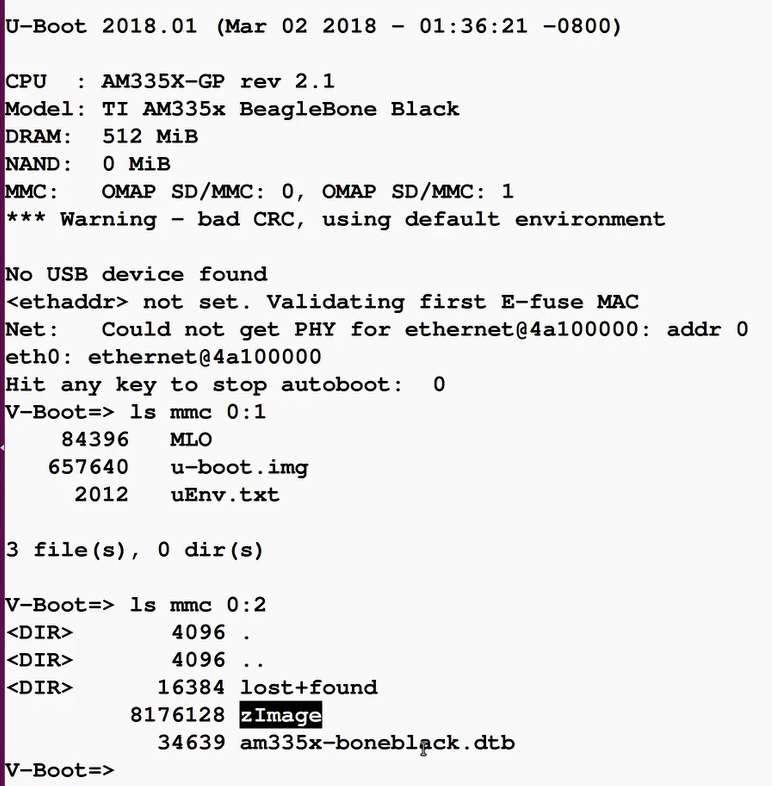 U-Boot 2018.01 (Mar 02 2018 - 01:36:21 -0800)
CPU  : AM335X-GP rev 2.1
Model: TI AM335x BeagleBone Black
DRAM:  512 MiB
NAND:  0 MiB
MMC:   OMAP SD/MMC: 0, OMAP SD/MMC: 1
*** Warning - bad CRC, using default environment
No USB device found
<ethaddr> not set. Validating first E-fuse MAC
Net:   Could not get PHY for ethernet@4a100000: addr 0
eth0: ethernet@4a100000
Hit any key to stop autoboot:  0
V-Boot=> ls mmc 0:1
    84396   MLO
   657640   u-boot.img
     2012   uEnv.txt
3 file(s), 0 dir(s)
V-Boot=> ls mmc 0:2
<DIR>       4096 .
<DIR>       4096 ..
<DIR>      16384 lost+found
         8176128 zImage
           34639 am335x-boneblack.dtb
V-Boot=>